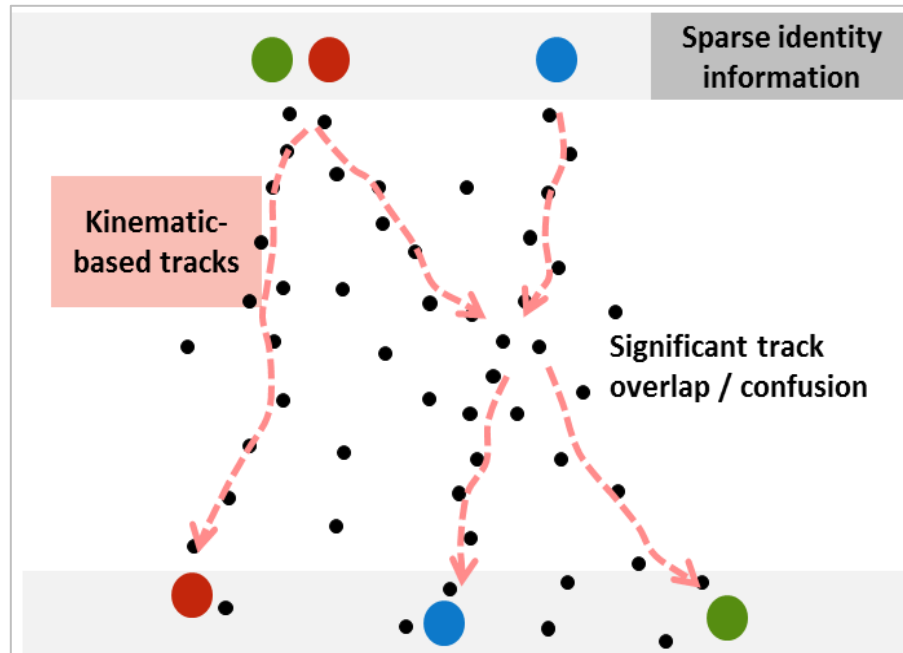 Sparse identity
information
Kinematic-
based tracks
Significant track
overlap / confusion